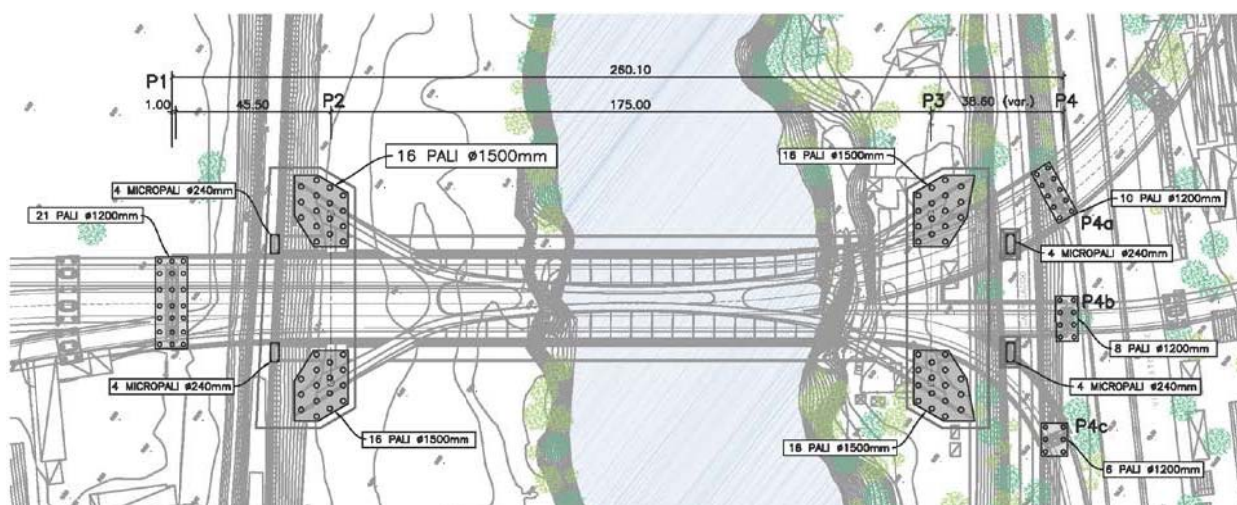 260.10
P1
1.00
45.50
P2
175.00
P3
38.60 (var.)
P4
16 PALI ø1500mm
16 PALI ø1500mm
4 MICROPALI ø240mm
21 PALI ø1200mm
10 PALI ø1200mm
P4a
4 MICROPALI ø240mm
P4b
8 PALI ø1200mm
4 MICROPALI ø240mm
4 MICROPALI ø240mm
P4c
16 PALI ø1500mm
16 PALI ø1500mm
6 PALI ø1200mm